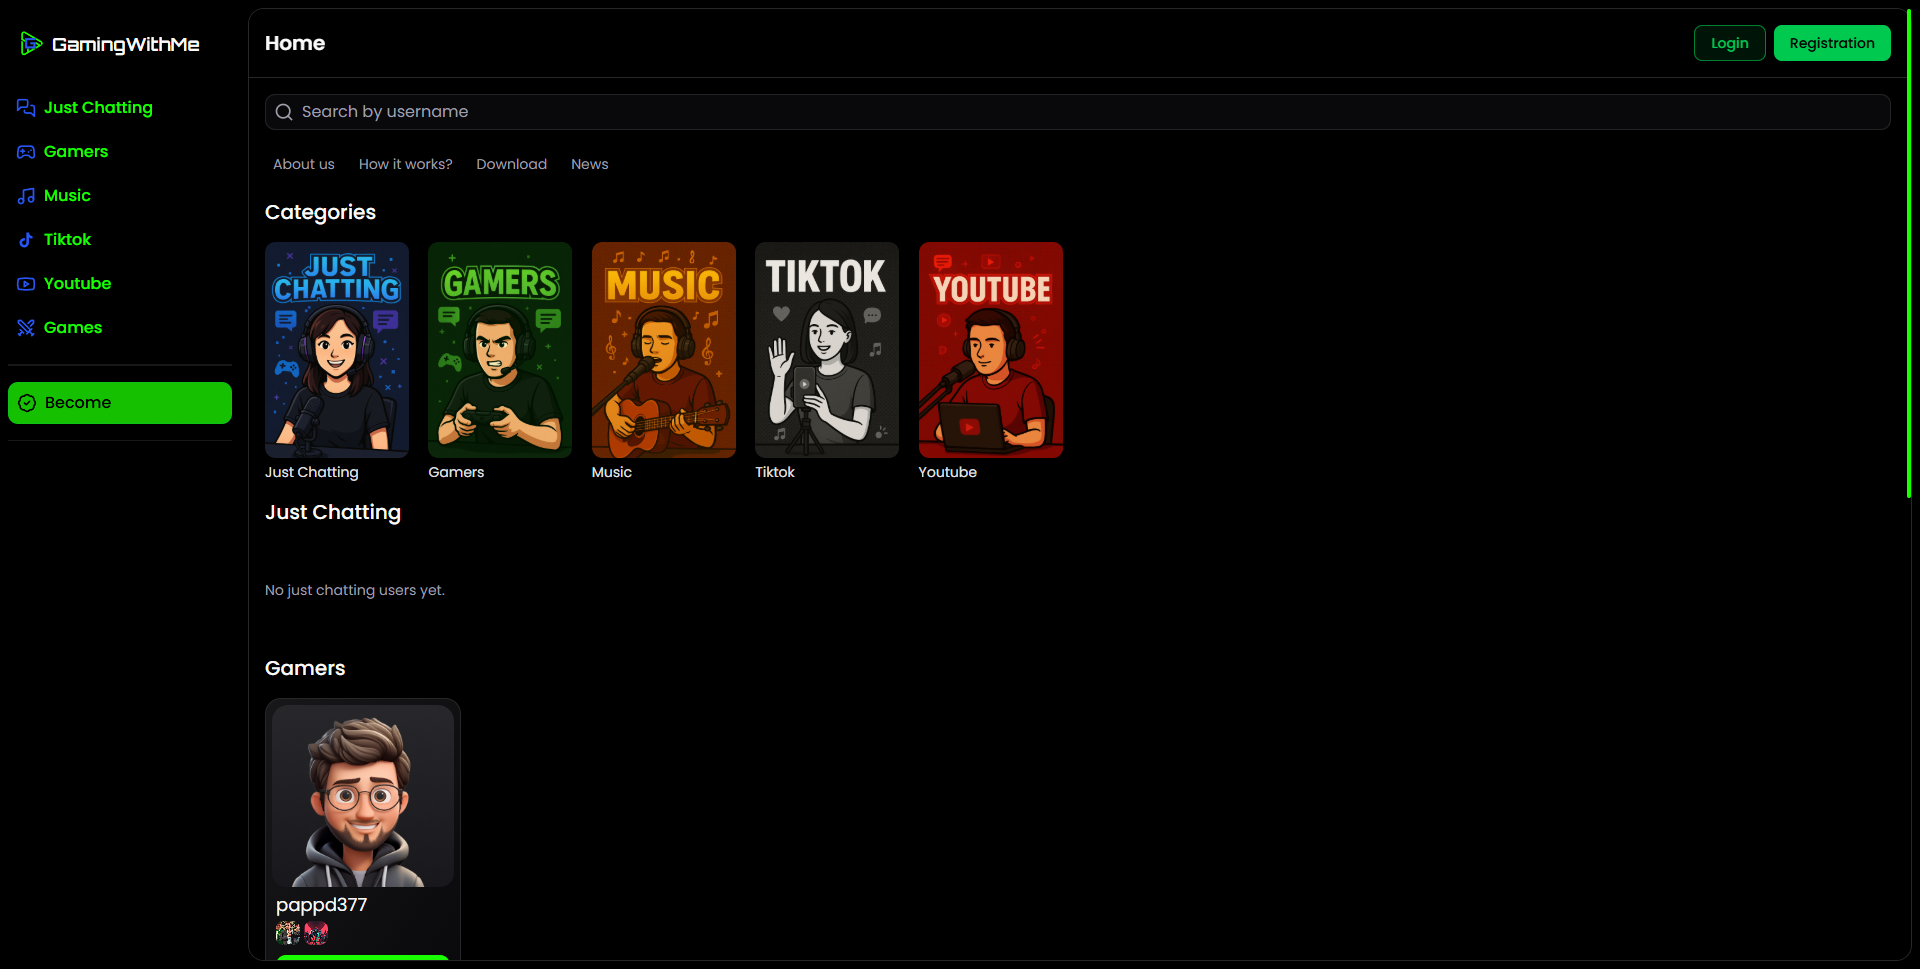 GamingWithMe
Just Chatting
Gamers
Music
Tiktok
Youtube
Games
Become
Home
Login
Registration
Search by username
About us
How it works?
Download
News
Categories
JUST
CHATTING
GAMERS
MUSIC
TIKTOK
YOUTUBE
Just Chatting
Gamers
Music
Tiktok
Youtube
Just Chatting
No just chatting users yet.
Gamers
pappd377